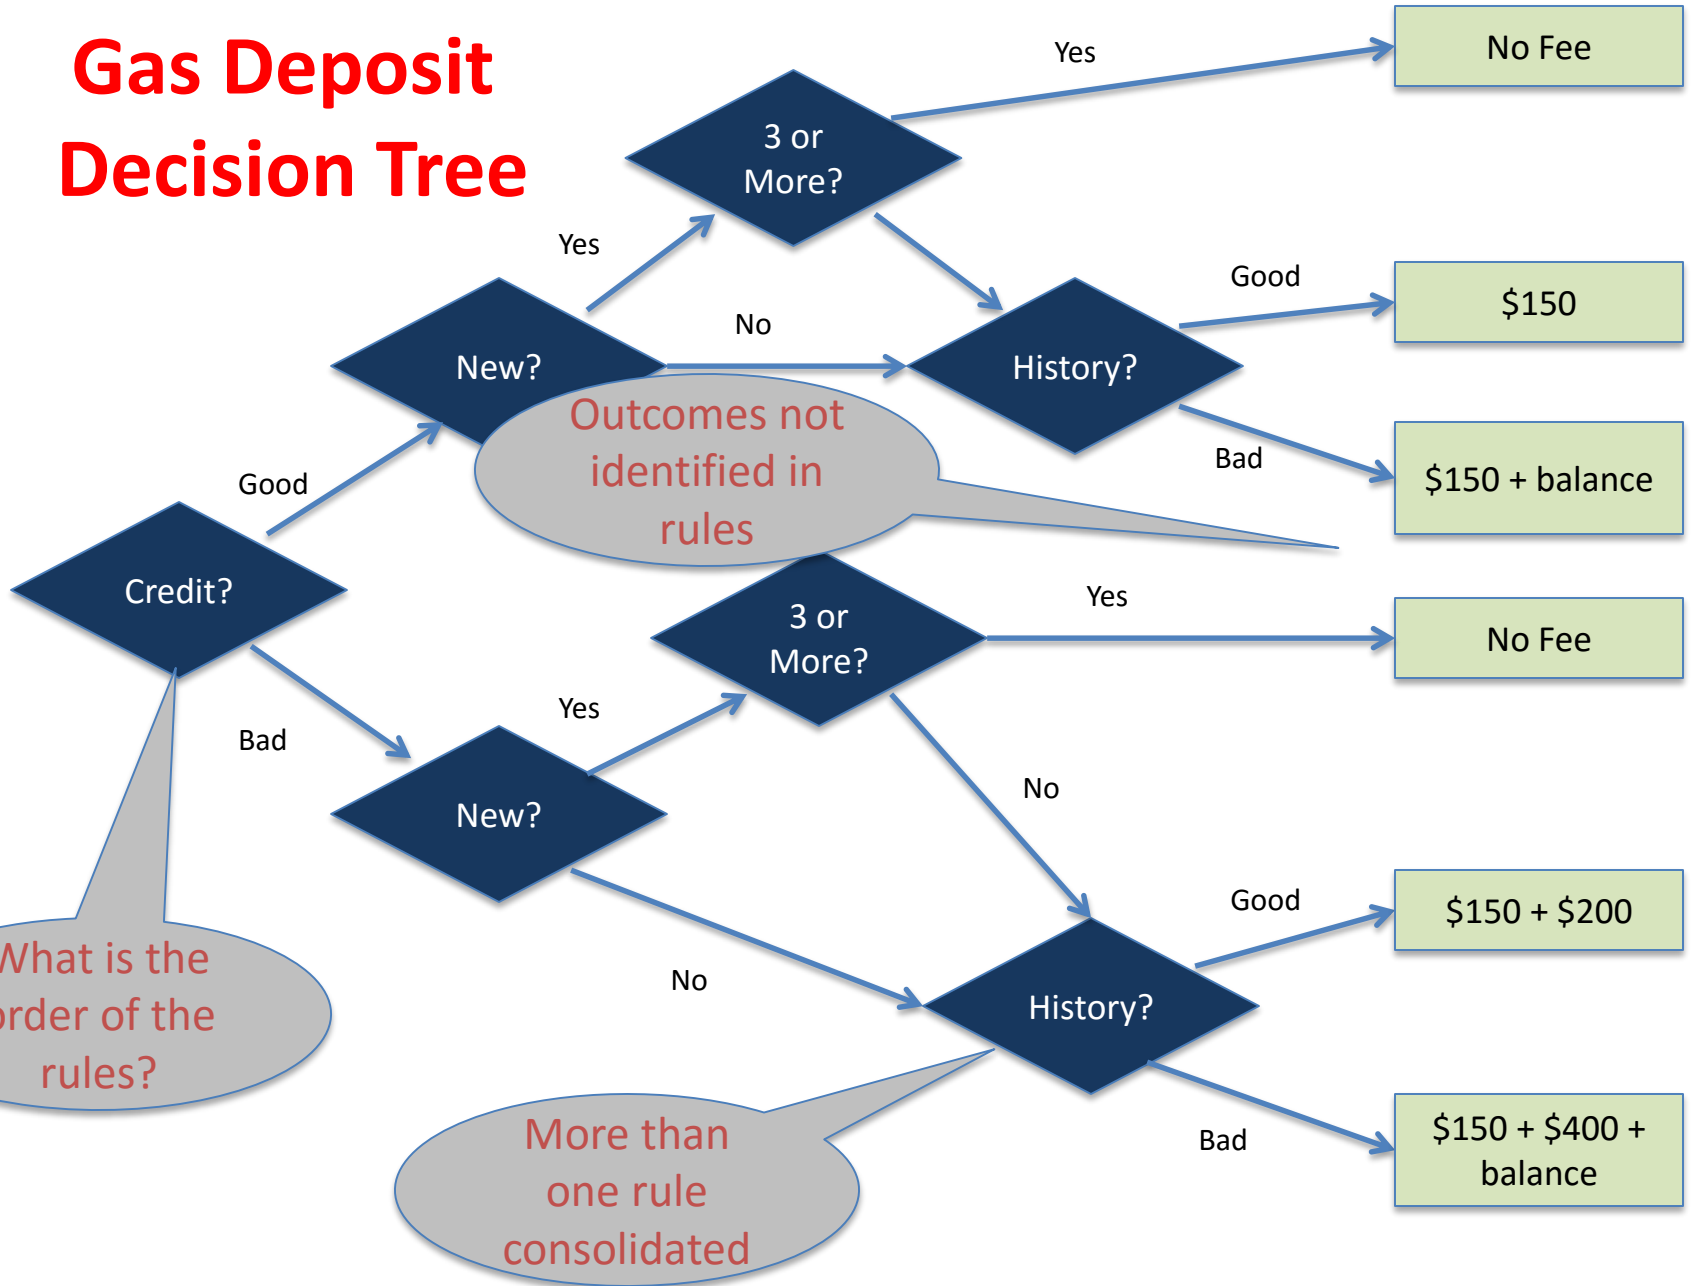 Gas Deposit
Decision Tree
Yes
No Fee
3 or
More?
Yes
Good
$150
No
New?
History?
Outcomes not
identified in
rules
Bad
$150 + balance
Good
Credit?
3 or
More?
Yes
No Fee
Bad
Yes
New?
No
Good
$150 + $200
What is the
order of the
rules?
No
History?
More than
one rule
consolidated
Bad
$150 + $400 +
balance